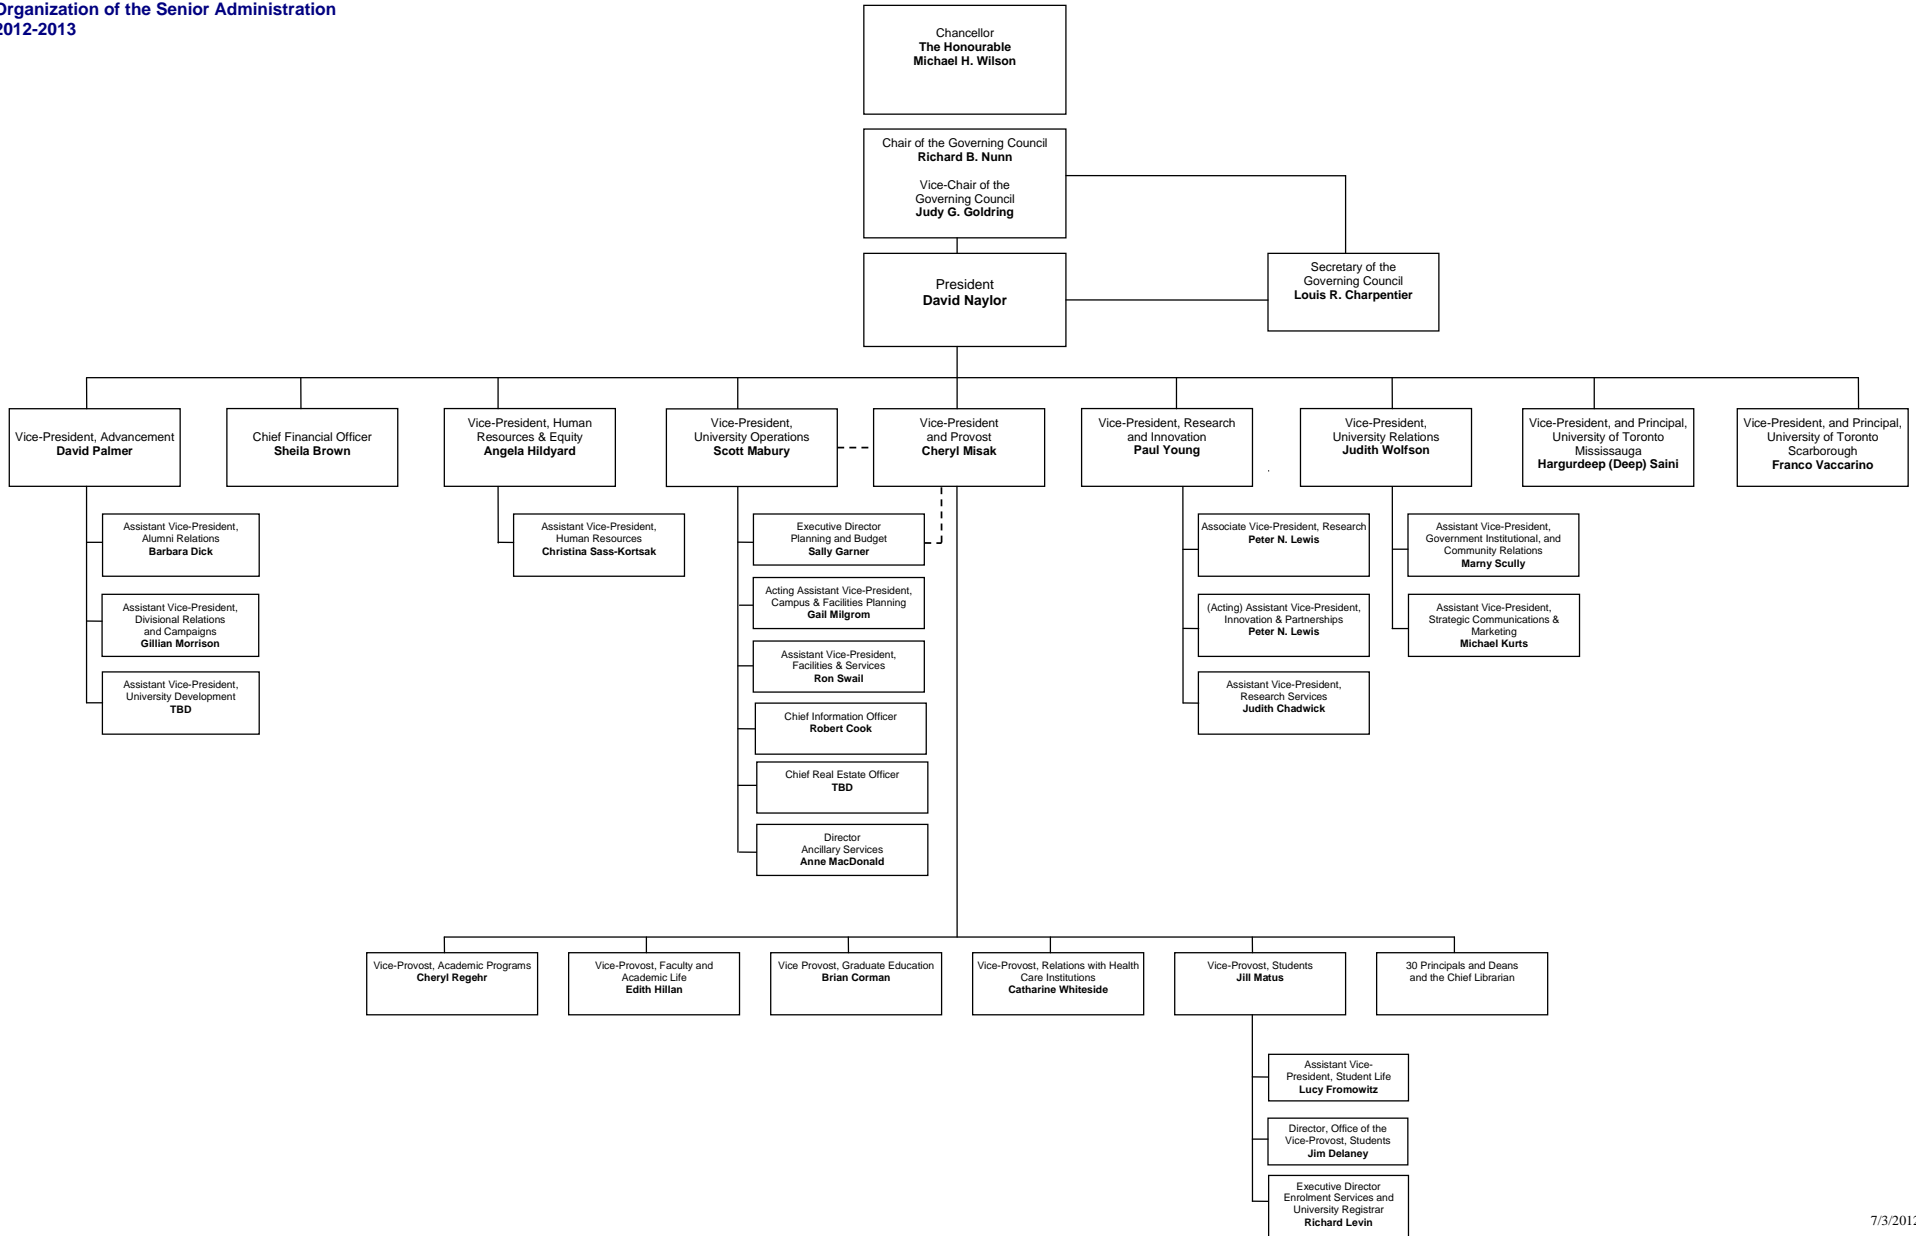 Organization of the Senior Administration
2012-2013
Chancellor
The Honourable
Michael H. Wilson
Chair of the Governing Council
Richard B. Nunn
Vice-Chair of the
Governing Council
Judy G. Goldring
President
David Naylor
Secretary of the
Governing Council
Louis R. Charpentier
Vice-President, Advancement
David Palmer
Chief Financial Officer
Sheila Brown
Vice-President, Human
Resources & Equity
Angela Hildyard
Vice-President,
University Operations
Scott Mabury
Vice-President
and Provost
Cheryl Misak
Vice-President, Research
and Innovation
Paul Young
Vice-President,
University Relations
Judith Wolfson
Vice-President, and Principal,
University of Toronto
Mississauga
Hargurdeep (Deep) Saini
Vice-President, and Principal,
University of Toronto
Scarborough
Franco Vaccarino
Assistant Vice-President,
Alumni Relations
Barbara Dick
Assistant Vice-President,
Divisional Relations
and Campaigns
Gillian Morrison
Assistant Vice-President,
University Development
TBD
Assistant Vice-President,
Human Resources
Christina Sass-Kortsak
Executive Director
Planning and Budget
Sally Garner
Acting Assistant Vice-President,
Campus & Facilities Planning
Gail Milgrom
Assistant Vice-President,
Facilities & Services
Ron Swail
Chief Information Officer
Robert Cook
Chief Real Estate Officer
TBD
Director
Ancillary Services
Anne MacDonald
Associate Vice-President, Research
Peter N. Lewis
(Acting) Assistant Vice-President,
Innovation & Partnerships
Peter N. Lewis
Assistant Vice-President,
Research Services
Judith Chadwick
Assistant Vice-President,
Government Institutional, and
Community Relations
Marny Scully
Assistant Vice-President,
Strategic Communications &
Marketing
Michael Kurts
Vice-Provost, Academic Programs
Cheryl Regehr
Vice-Provost, Faculty and
Academic Life
Edith Hillan
Vice Provost, Graduate Education
Brian Corman
Vice-Provost, Relations with Health
Care Institutions
Catharine Whiteside
Vice-Provost, Students
Jill Matus
30 Principals and Deans
and the Chief Librarian
Assistant Vice-
President, Student Life
Lucy Fromowitz
Director, Office of the
Vice-Provost, Students
Jim Delaney
Executive Director
Enrolment Services and
University Registrar
Richard Levin
7/3/2012